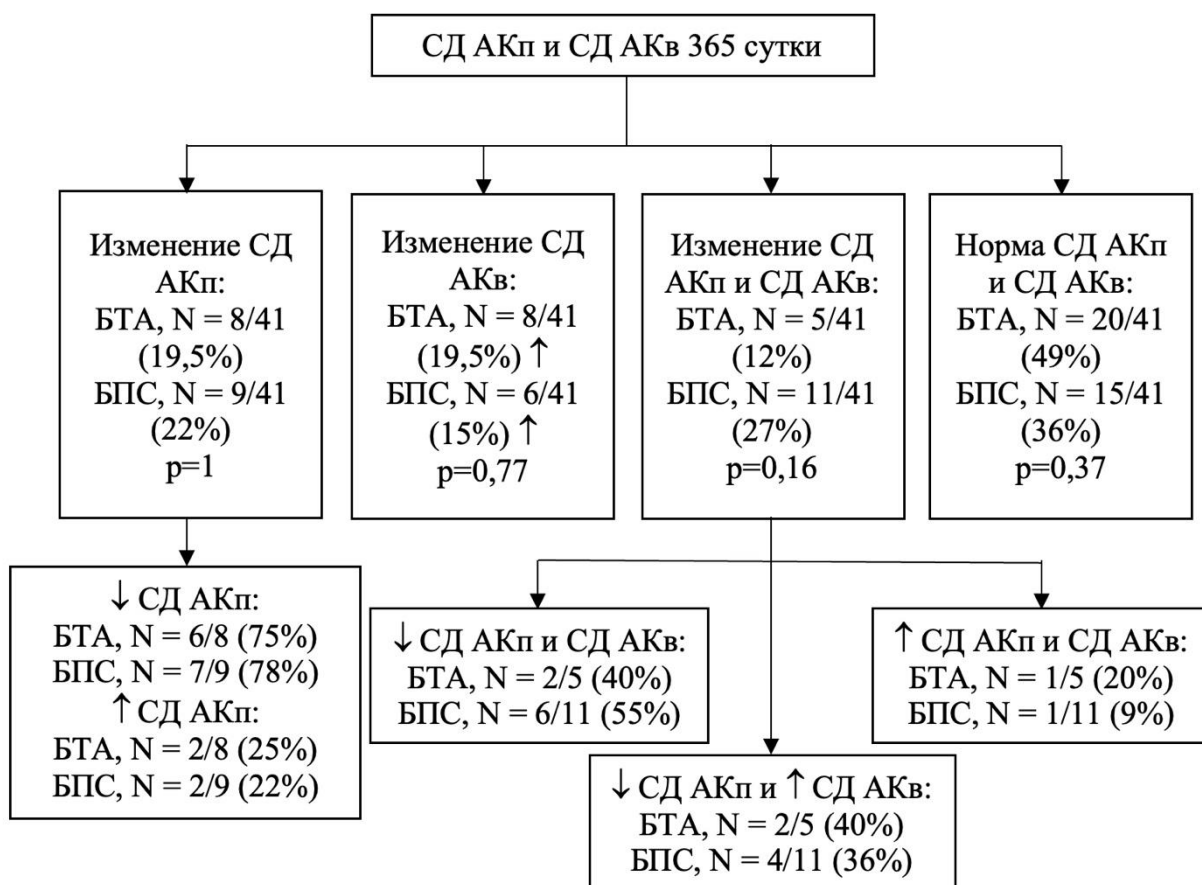 СД АКп и СД АКв 365 сутки
Изменение СД
АКп:
БТА, N = 8/41
(19,5%)
БПС, N = 9/41
(22%)
p=1
Изменение СД
АКв:
БТА, N = 8/41
(19,5%) ↑
БПС, N = 6/41
(15%) ↑
p=0,77
Изменение СД
АКп и СД АКв:
БТА, N = 5/41
(12%)
БПС, N = 11/41
(27%)
p=0,16
Норма СД АКп
и СД АКв:
БТА, N = 20/41
(49%)
БПС, N = 15/41
(36%)
p=0,37
↓ СД АКп:
БТА, N = 6/8 (75%)
БПС, N = 7/9 (78%)
↑ СД АКп:
БТА, N = 2/8 (25%)
БПС, N = 2/9 (22%)
↓ СД АКп и СД АКв:
БТА, N = 2/5 (40%)
БПС, N = 6/11 (55%)
↑ СД АКп и СД АКв:
БТА, N = 1/5 (20%)
БПС, N = 1/11 (9%)
↓ СД АКп и ↑ СД АКв:
БТА, N = 2/5 (40%)
БПС, N = 4/11 (36%)